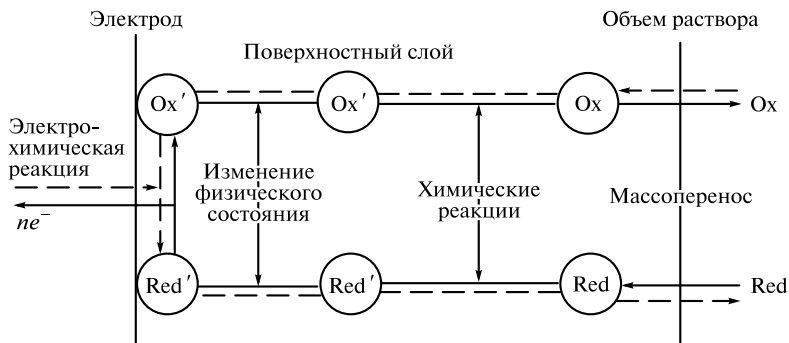 Электрод
Объем раствора
Поверхностный слой
Ox′
Ox′
Ox
Ox
Электро-
химическая
реакция
Изменение
физического
состояния
Химические
реакции
Массоперенос
ne⁻
Red′
Red′
Red
Red